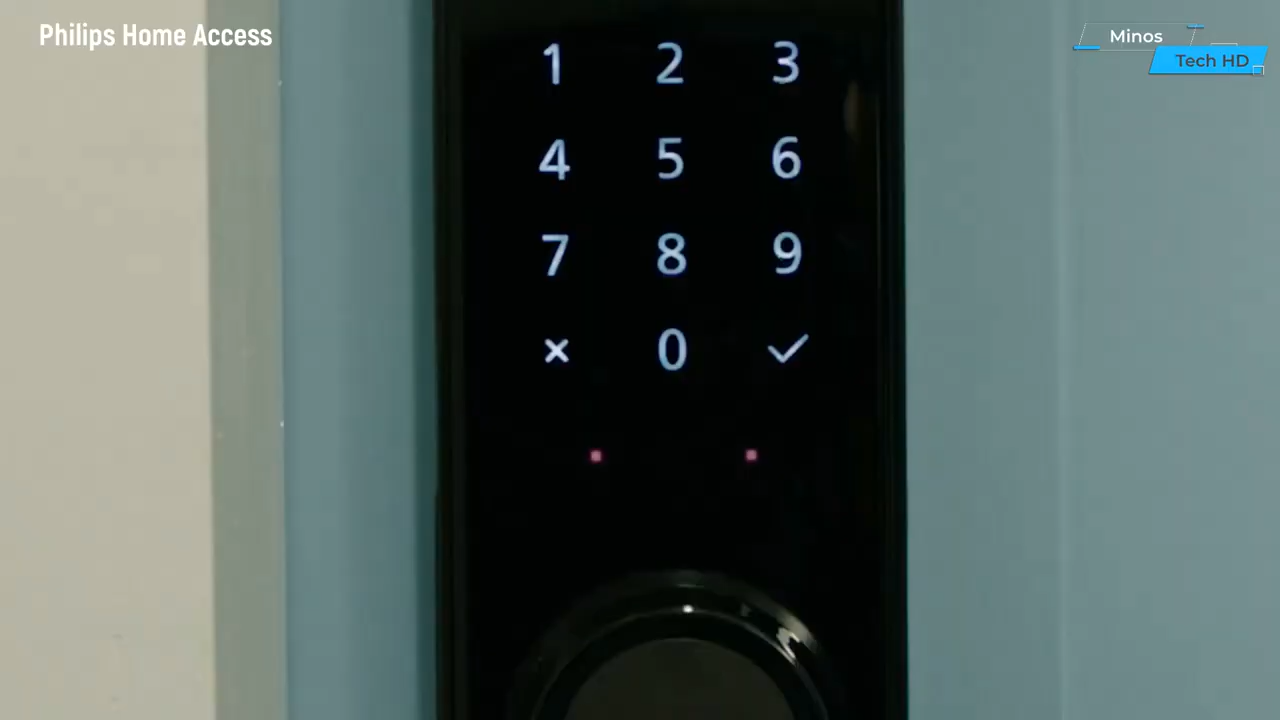 Philips Home Access
Minos
Tech HD
1 2 3
4 5 6
7 8 9
× 0 ✓